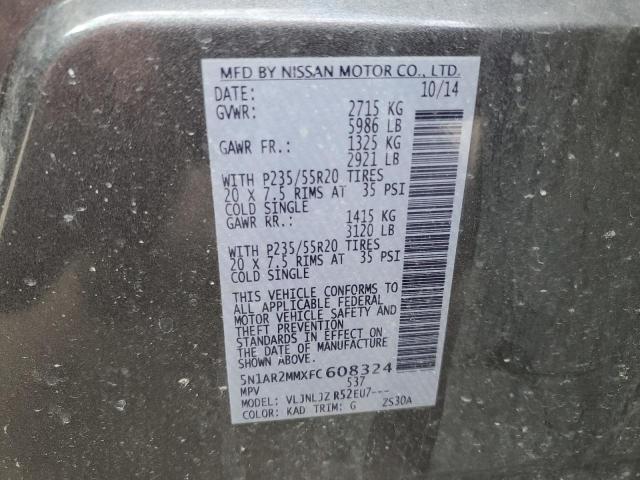 MFD BY NISSAN MOTOR CO., LTD.
DATE: 10/14
GVWR: 2715 KG
5986 LB
GAWR FR.: 1325 KG
2921 LB
WITH P235/55R20 TIRES
20 X 7.5 RIMS AT 35 PSI
COLD SINGLE
GAWR RR.: 1415 KG
3120 LB
WITH P235/55R20 TIRES
20 X 7.5 RIMS AT 35 PSI
COLD SINGLE
THIS VEHICLE CONFORMS TO
ALL APPLICABLE FEDERAL
MOTOR VEHICLE SAFETY AND
THEFT PREVENTION
STANDARDS IN EFFECT ON
THE DATE OF MANUFACTURE
5N1AR2MMXFC608324
MPV 537
MODEL: VLJNLJZ R52EU7---
COLOR: KAD TRIM: G ZS30A